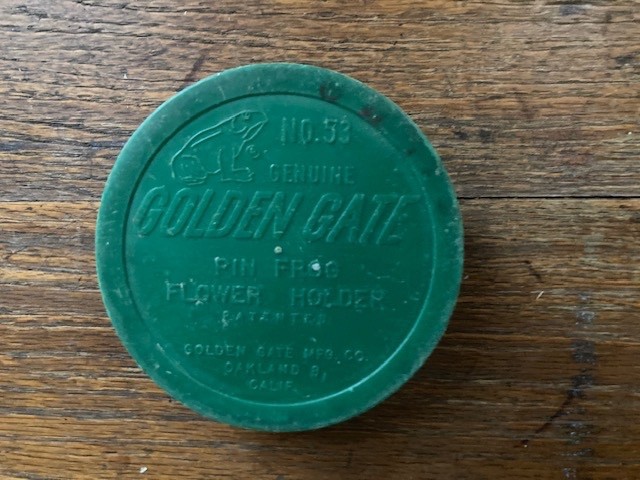 NO. 53
GENUINE
GOLDEN GATE
PIN FROG
FLOWER HOLDER
PATENTED
GOLDEN GATE MFG. CO.
OAKLAND 8,
CALIF.